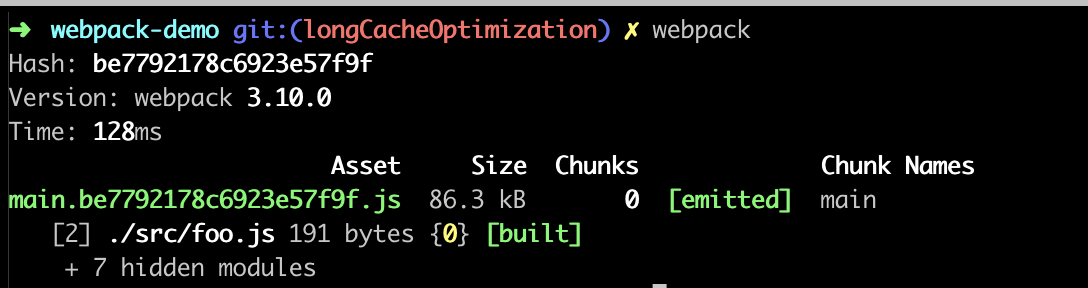 ➜ webpack-demo git:(longCacheOptimization) ✗ webpack
Hash: be7792178c6923e57f9f
Version: webpack 3.10.0
Time: 128ms
Asset Size Chunks Chunk Names
main.be7792178c6923e57f9f.js 86.3 kB 0 [emitted] main
[2] ./src/foo.js 191 bytes {0} [built]
+ 7 hidden modules